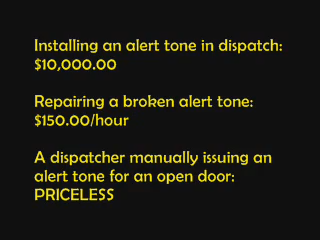 Installing an alert tone in dispatch:
$10,000.00
Repairing a broken alert tone:
$150.00/hour
A dispatcher manually issuing an
alert tone for an open door:
PRICELESS